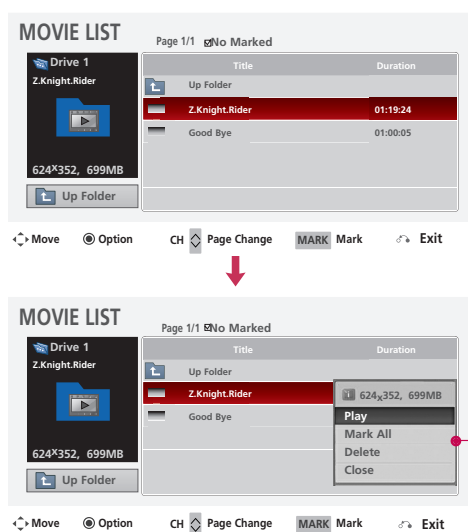 MOVIE LIST
Page 1/1 No Marked
Drive 1
Z.Knight.Rider
624x352, 699MB
Up Folder
Title Duration
Up Folder
Z.Knight.Rider 01:19:24
Good Bye 01:00:05
Move Option CH Page Change MARK Mark Exit
MOVIE LIST
Page 1/1 No Marked
Drive 1
Z.Knight.Rider
624x352, 699MB
Up Folder
Title Duration
Up Folder
Z.Knight.Rider
Good Bye
i 624x352, 699MB
Play
Mark All
Delete
Close
Move Option CH Page Change MARK Mark Exit